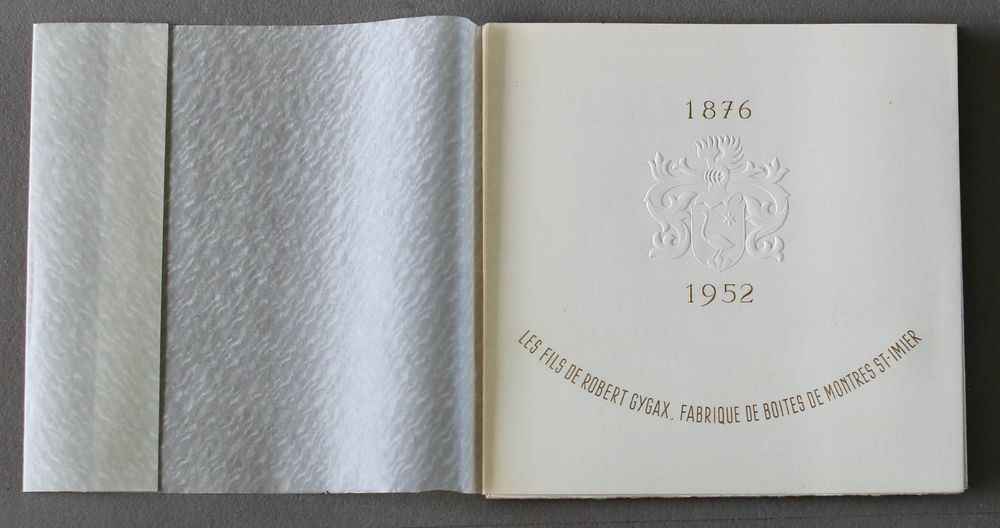 1876
1952
LES FILS DE ROBERT GYGAX. FABRIQUE DE BOITES DE MONTRES ST-IMIER